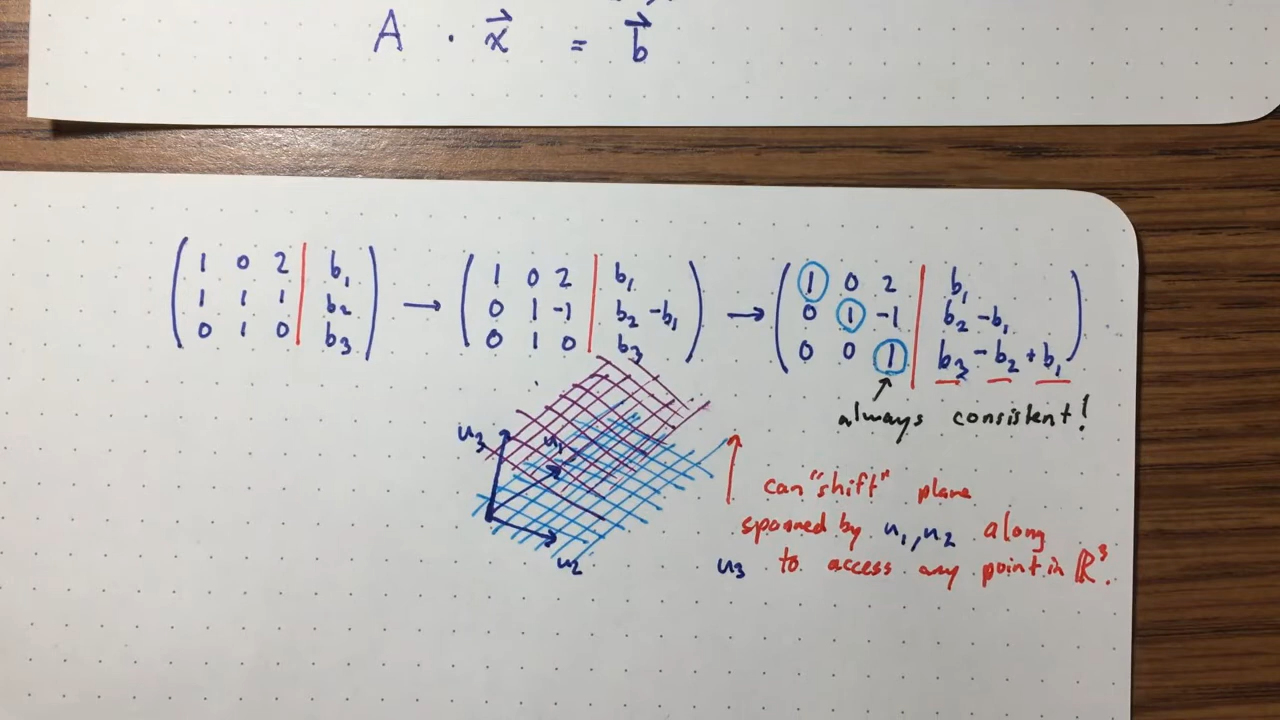 A · x⃗ = b⃗
1 0 2 | b₁ → 1 0 2 | b₁ → 1 0 2 | b₁
1 1 1 | b₂ 0 1 -1 | b₂ - b₁ 0 1 -1 | b₂ - b₁
0 1 0 | b₃ 0 1 0 | b₃ 0 0 1 | b₃ - b₂ + b₁
always consistent!
u₃
u₁
u₂
can "shift" plane
spanned by u₁, u₂ along
u₃ to access any point in ℝ³.